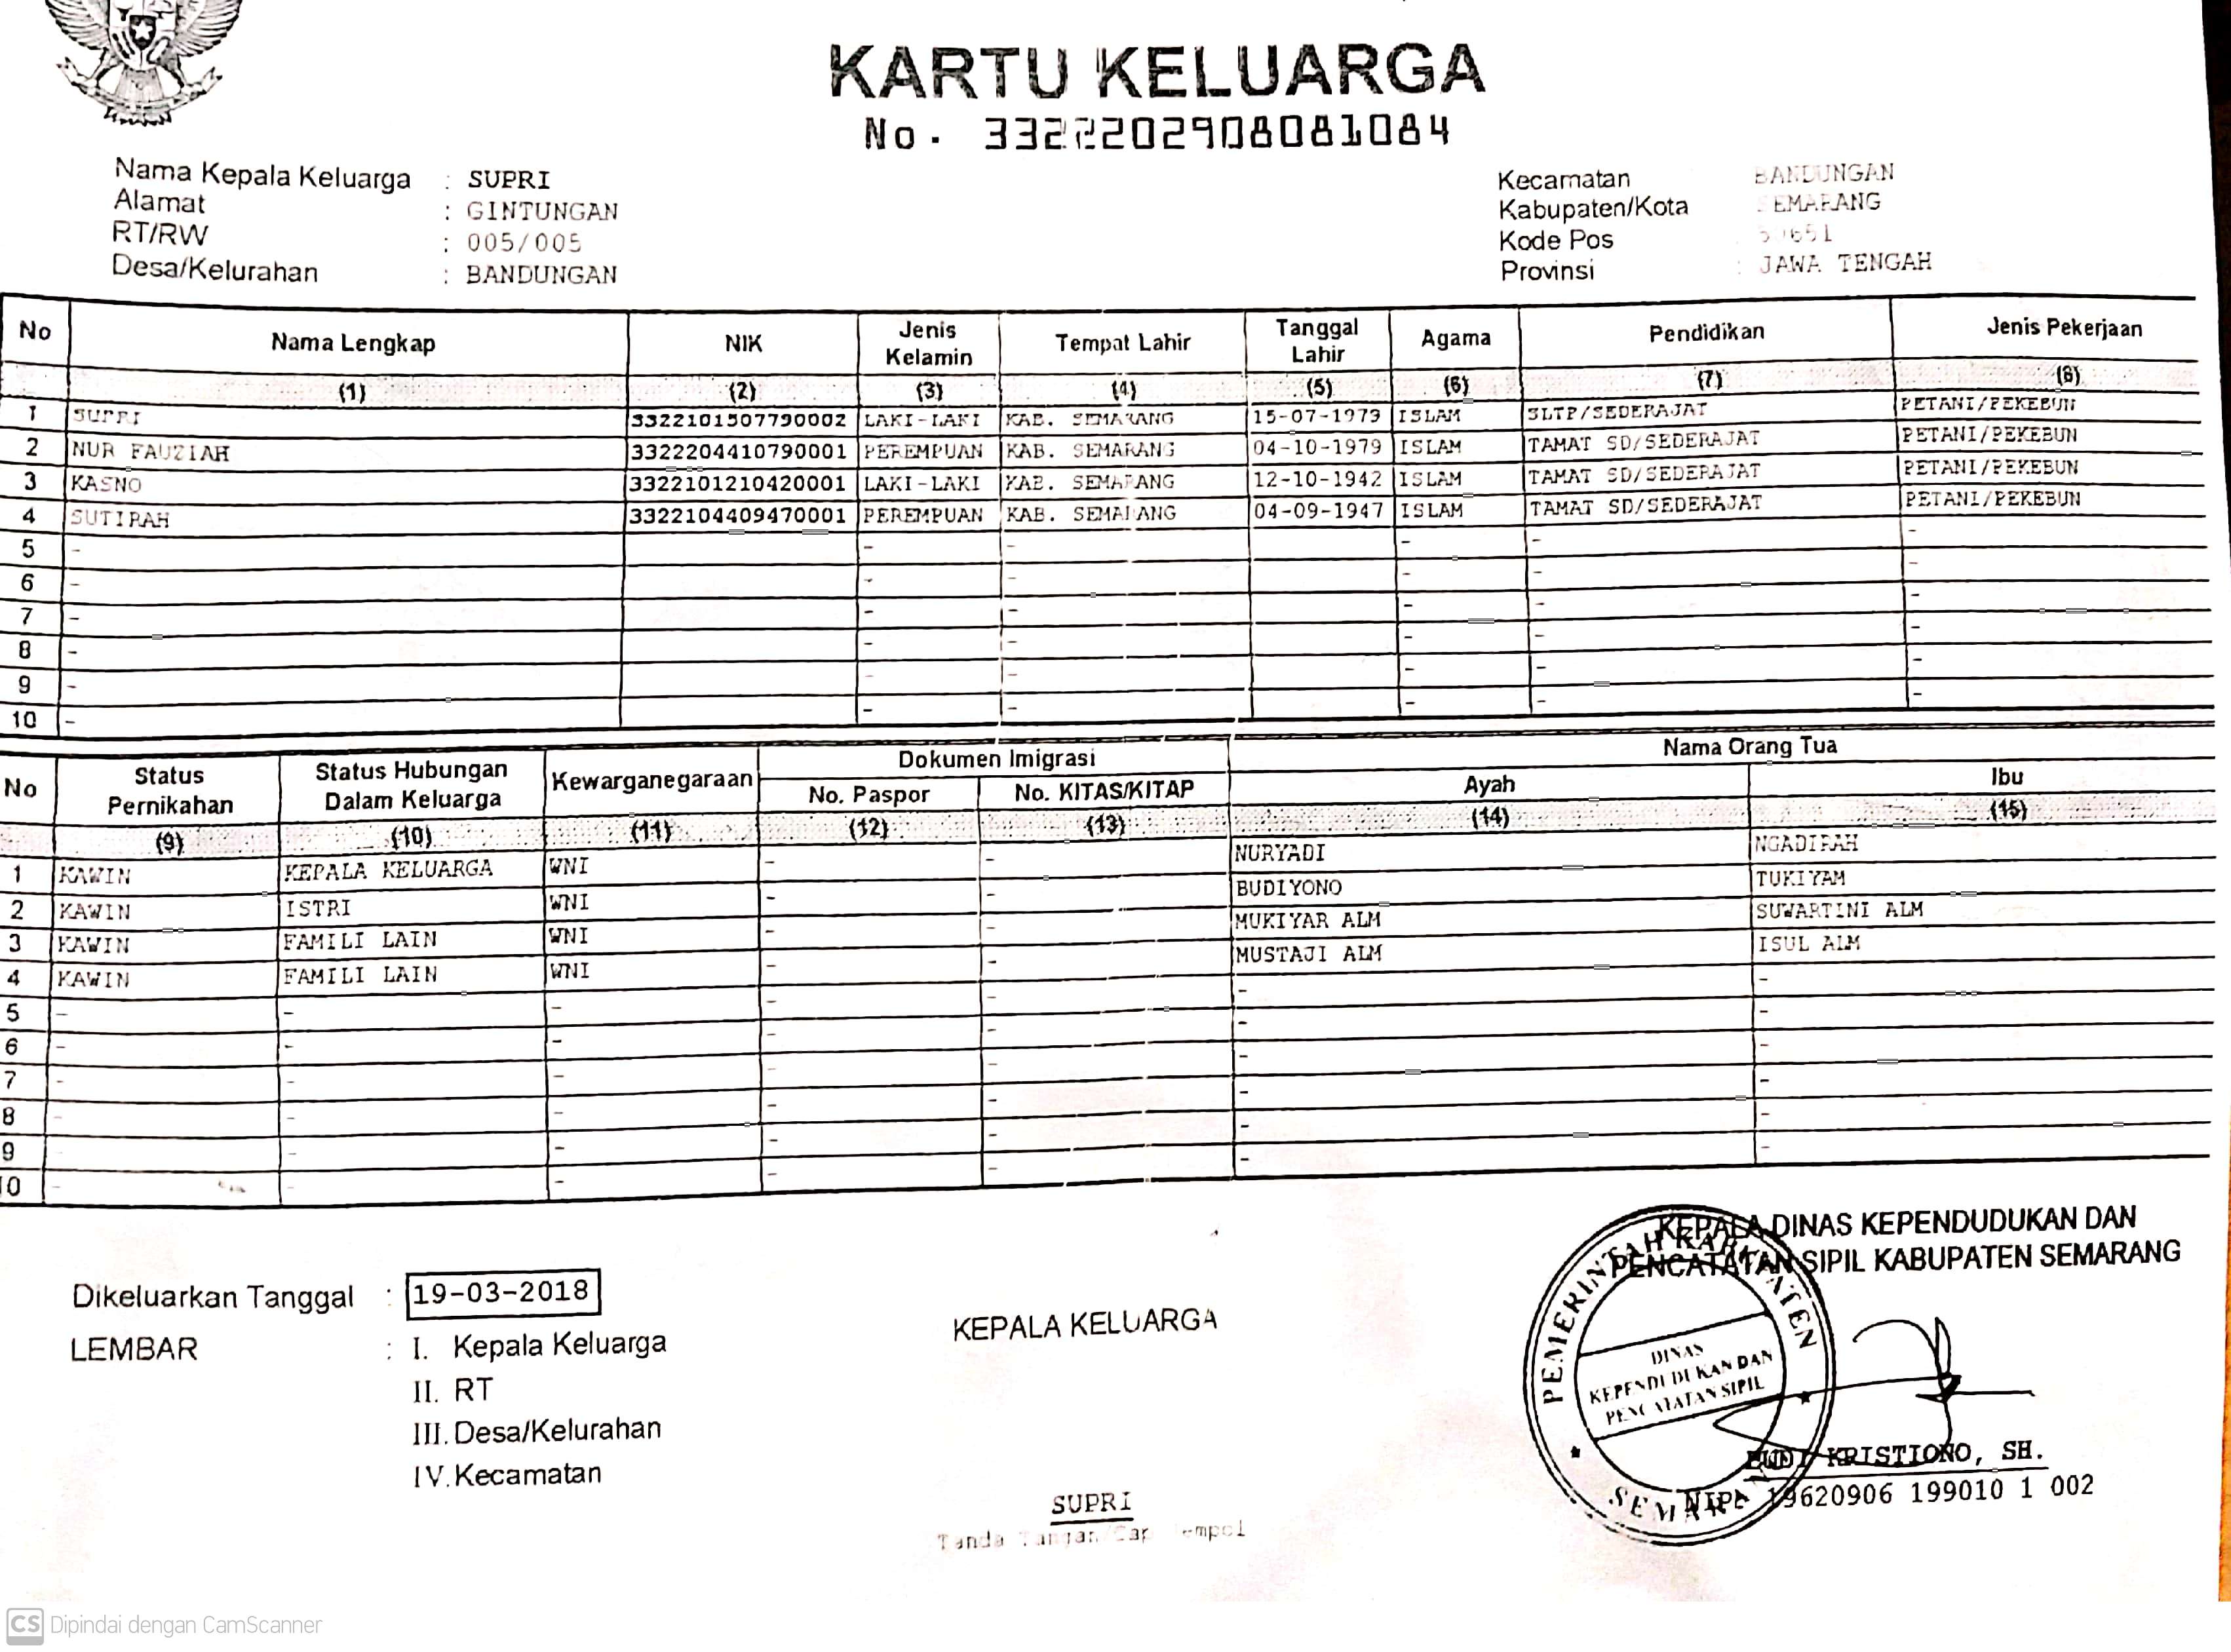 KARTU KELUARGA
No. 3322202908081084
Nama Kepala Keluarga : SUPRI
Alamat : GINTUNGAN
RT/RW : 005/005
Desa/Kelurahan : BANDUNGAN
Kecamatan BANDUNGAN
Kabupaten/Kota SEMARANG
Kode Pos
Provinsi : JAWA TENGAH
No Nama Lengkap NIK Jenis Kelamin Tempat Lahir Tanggal Lahir Agama Pendidikan Jenis Pekerjaan
(1) (2) (3) (4) (5) (6) (7) (8)
1 SUPRI 3322101507790002 LAKI-LAKI KAB. SEMARANG 15-07-1979 ISLAM SLTP/SEDERAJAT PETANI/PEKEBUN
2 NUR FAUZIAH 3322204410790001 PEREMPUAN KAB. SEMARANG 04-10-1979 ISLAM TAMAT SD/SEDERAJAT PETANI/PEKEBUN
3 KASNO 3322101210420001 LAKI-LAKI KAB. SEMARANG 12-10-1942 ISLAM TAMAT SD/SEDERAJAT PETANI/PEKEBUN
4 SUTIRAH 3322104409470001 PEREMPUAN KAB. SEMARANG 04-09-1947 ISLAM TAMAT SD/SEDERAJAT PETANI/PEKEBUN
5 - - - - - -
6 - - - - - -
7 - - - - - -
8 - - - - - -
9 - - - - - -
10 - - - - - -
No Status Pernikahan Status Hubungan Dalam Keluarga Kewarganegaraan Dokumen Imigrasi Nama Orang Tua
No. Paspor No. KITAS/KITAP Ayah Ibu
(9) (10) (11) (12) (13) (14) (15)
1 KAWIN KEPALA KELUARGA WNI - - NURYADI NGADIRAH
2 KAWIN ISTRI WNI - - BUDIYONO TUKIYAM
3 KAWIN FAMILI LAIN WNI - - MUKIYAR ALM SUWARTINI ALM
4 KAWIN FAMILI LAIN WNI - - MUSTAJI ALM ISUL ALM
5 - - - - - - -
6 - - - - - - -
7 - - - - - - -
8 - - - - - - -
9 - - - - - - -
10 - - - - - - -
Dikeluarkan Tanggal : 19-03-2018
LEMBAR : I. Kepala Keluarga
II. RT
III. Desa/Kelurahan
IV. Kecamatan
KEPALA KELUARGA
SUPRI
Tanda Tangan/Cap Jempol
KEPALA DINAS KEPENDUDUKAN DAN
PENCATATAN SIPIL KABUPATEN SEMARANG
PEMERINTAH KABUPATEN
DINAS
KEPENDUDUKAN DAN
PENCATATAN SIPIL
SEMARANG
BUDI KRISTIONO, SH.
NIP. 19620906 199010 1 002
CS Dipindai dengan CamScanner